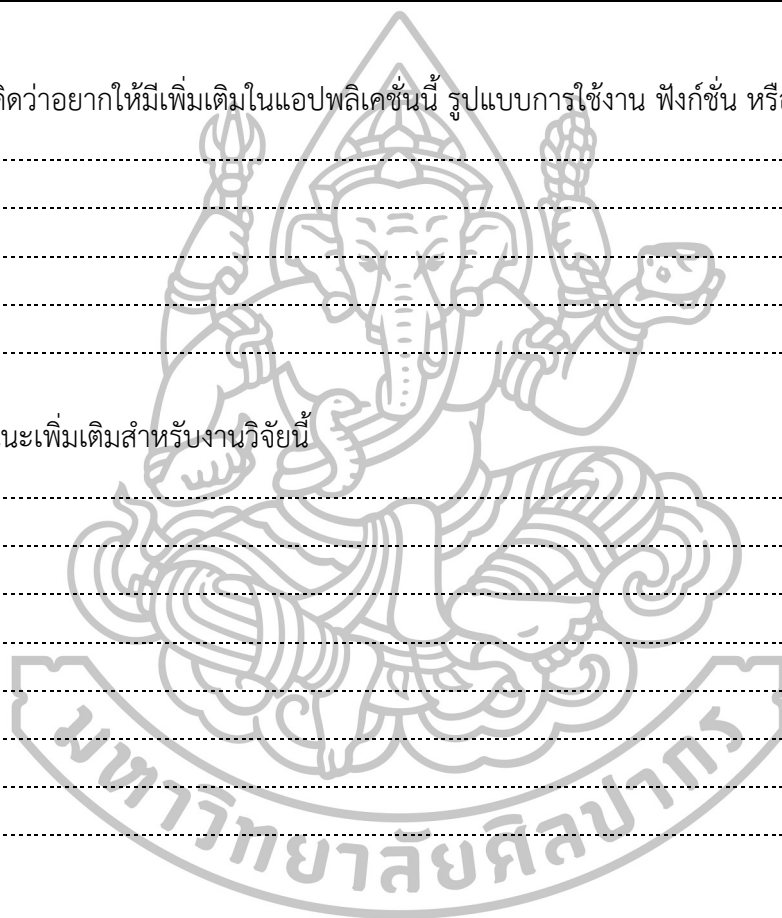 คิดว่าอยากให้มีเพิ่มเติมในแอปพลิเคชั่นนี้ รูปแบบการใช้งาน ฟังก์ชั่น หรือ
นะเพิ่มเติมสำหรับงานวิจัยนี้
มหาวิทยาลัยศิลปากร